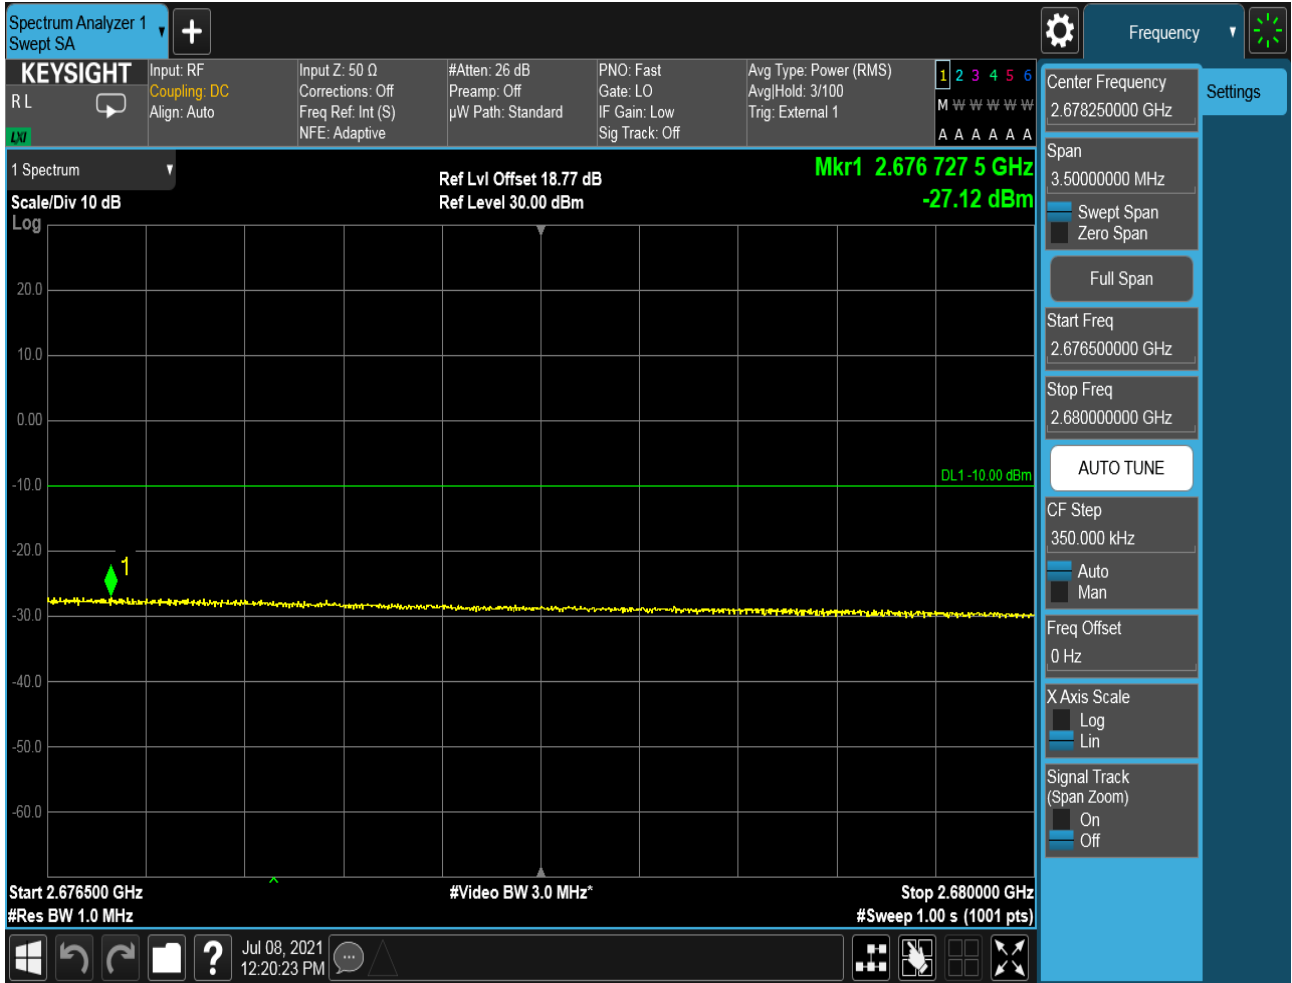 Spectrum Analyzer 1
Swept SA
Frequency
KEYSIGHT
R L
LXI
Input: RF
Coupling: DC
Align: Auto
Input Z: 50 Ω
Corrections: Off
Freq Ref: Int (S)
NFE: Adaptive
#Atten: 26 dB
Preamp: Off
µW Path: Standard
PNO: Fast
Gate: LO
IF Gain: Low
Sig Track: Off
Avg Type: Power (RMS)
Avg|Hold: 3/100
Trig: External 1
1 2 3 4 5 6
M W W W W W
A A A A A A
1 Spectrum
Scale/Div 10 dB
Log
Ref Lvl Offset 18.77 dB
Ref Level 30.00 dBm
Mkr1 2.676 727 5 GHz
-27.12 dBm
20.0
10.0
0.00
-10.0
-20.0
-30.0
-40.0
-50.0
-60.0
DL1 -10.00 dBm
1
Start 2.676500 GHz
#Res BW 1.0 MHz
#Video BW 3.0 MHz*
Stop 2.680000 GHz
#Sweep 1.00 s (1001 pts)
Center Frequency
2.678250000 GHz
Span
3.50000000 MHz
Swept Span
Zero Span
Full Span
Start Freq
2.676500000 GHz
Stop Freq
2.680000000 GHz
AUTO TUNE
CF Step
350.000 kHz
Auto
Man
Freq Offset
0 Hz
X Axis Scale
Log
Lin
Signal Track
(Span Zoom)
On
Off
Settings
?
Jul 08, 2021
12:20:23 PM